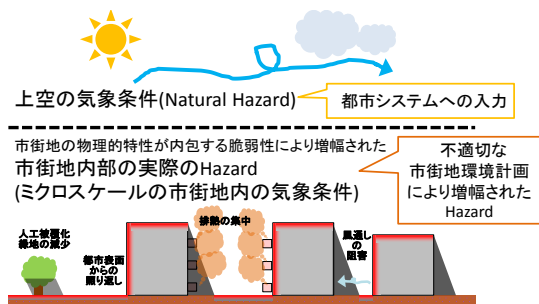 上空の気象条件(Natural Hazard)
都市システムへの入力
市街地の物理的特性が内包する脆弱性により増幅された
市街地内部の実際のHazard
(ミクロスケールの市街地内の気象条件)
不適切な
市街地環境計画
により増幅された
Hazard
人工被覆化
緑地の減少
都市表面
からの
照り返し
排熱の集中
風通しの
阻害